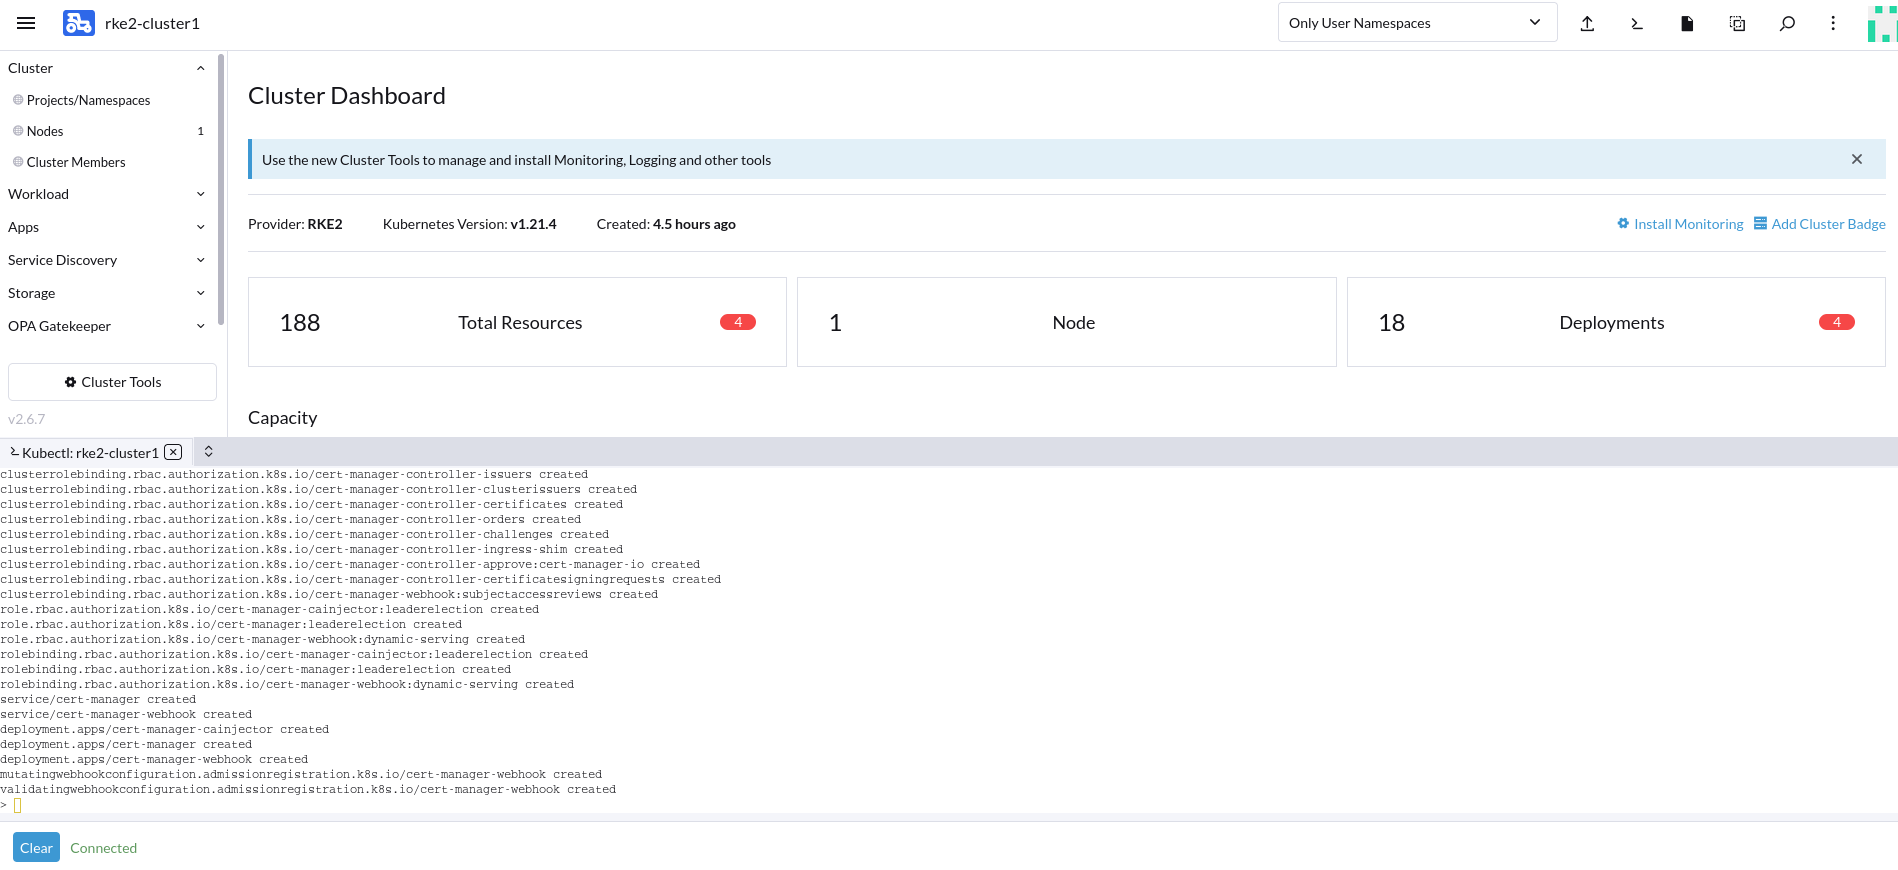 rke2-cluster1
Only User Namespaces
Cluster
Projects/Namespaces
Nodes 1
Cluster Members
Workload
Apps
Service Discovery
Storage
OPA Gatekeeper
Cluster Tools
v2.6.7
Cluster Dashboard
Use the new Cluster Tools to manage and install Monitoring, Logging and other tools
Provider: RKE2 Kubernetes Version: v1.21.4 Created: 4.5 hours ago Install Monitoring Add Cluster Badge
188 Total Resources 4
1 Node
18 Deployments 4
Capacity
Kubectl: rke2-cluster1
clusterrolebinding.rbac.authorization.k8s.io/cert-manager-controller-issuers created
clusterrolebinding.rbac.authorization.k8s.io/cert-manager-controller-clusterissuers created
clusterrolebinding.rbac.authorization.k8s.io/cert-manager-controller-certificates created
clusterrolebinding.rbac.authorization.k8s.io/cert-manager-controller-orders created
clusterrolebinding.rbac.authorization.k8s.io/cert-manager-controller-challenges created
clusterrolebinding.rbac.authorization.k8s.io/cert-manager-controller-ingress-shim created
clusterrolebinding.rbac.authorization.k8s.io/cert-manager-controller-approve:cert-manager-io created
clusterrolebinding.rbac.authorization.k8s.io/cert-manager-controller-certificatesigningrequests created
clusterrolebinding.rbac.authorization.k8s.io/cert-manager-webhook:subjectaccessreviews created
role.rbac.authorization.k8s.io/cert-manager-cainjector:leaderelection created
role.rbac.authorization.k8s.io/cert-manager:leaderelection created
role.rbac.authorization.k8s.io/cert-manager-webhook:dynamic-serving created
rolebinding.rbac.authorization.k8s.io/cert-manager-cainjector:leaderelection created
rolebinding.rbac.authorization.k8s.io/cert-manager:leaderelection created
rolebinding.rbac.authorization.k8s.io/cert-manager-webhook:dynamic-serving created
service/cert-manager created
service/cert-manager-webhook created
deployment.apps/cert-manager-cainjector created
deployment.apps/cert-manager created
deployment.apps/cert-manager-webhook created
mutatingwebhookconfiguration.admissionregistration.k8s.io/cert-manager-webhook created
validatingwebhookconfiguration.admissionregistration.k8s.io/cert-manager-webhook created
>
Clear Connected